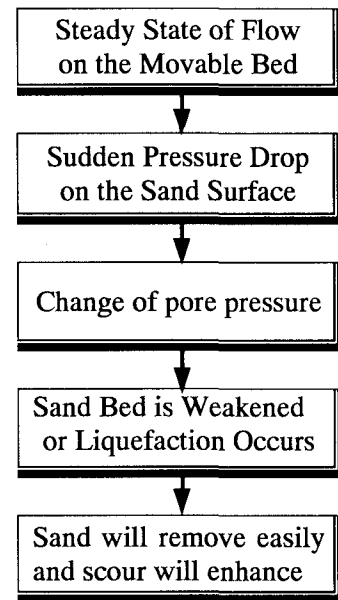 Steady State of Flow
on the Movable Bed
Sudden Pressure Drop
on the Sand Surface
Change of pore pressure
Sand Bed is Weakened
or Liquefaction Occurs
Sand will remove easily
and scour will enhance